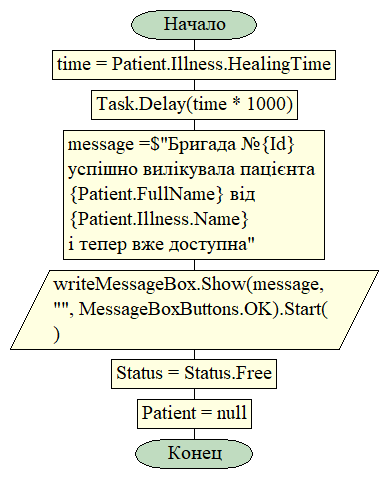 Начало
time = Patient.Illness.HealingTime
Task.Delay(time * 1000)
message =$"Бригада №{Id}
успішно вилікувала пацієнта
{Patient.FullName} від
{Patient.Illness.Name}
і тепер вже доступна"
writeMessageBox.Show(message,
"", MessageBoxButtons.OK).Start(
)
Status = Status.Free
Patient = null
Конец